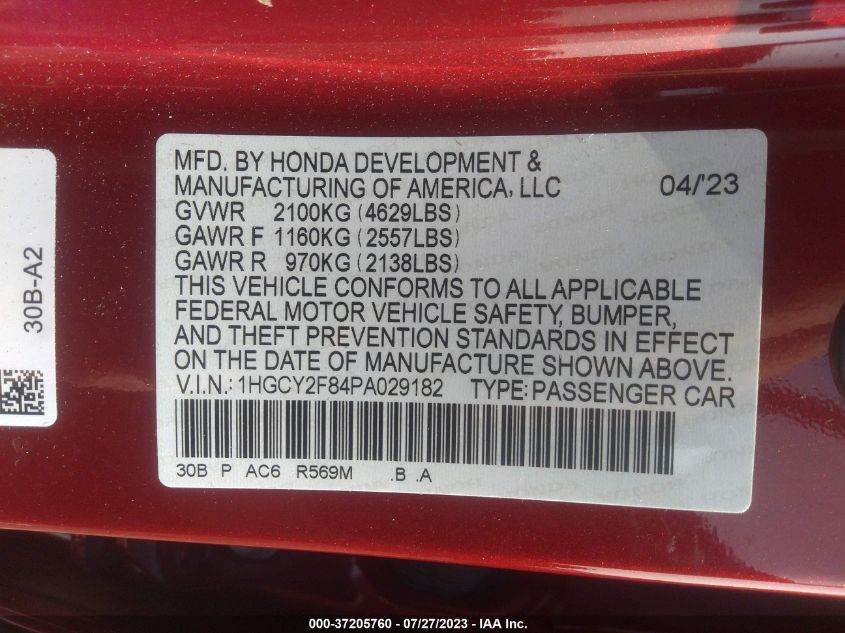 MFD. BY HONDA DEVELOPMENT &
MANUFACTURING OF AMERICA, LLC 04/'23
GVWR 2100KG (4629LBS)
GAWR F 1160KG (2557LBS)
GAWR R 970KG (2138LBS)
THIS VEHICLE CONFORMS TO ALL APPLICABLE
FEDERAL MOTOR VEHICLE SAFETY, BUMPER,
AND THEFT PREVENTION STANDARDS IN EFFECT
ON THE DATE OF MANUFACTURE SHOWN ABOVE.
V.I.N.: 1HGCY2F84PA029182 TYPE: PASSENGER CAR
30B P AC6 R569M .B .A
30B-A2
000-37205760 - 07/27/2023 - IAA Inc.